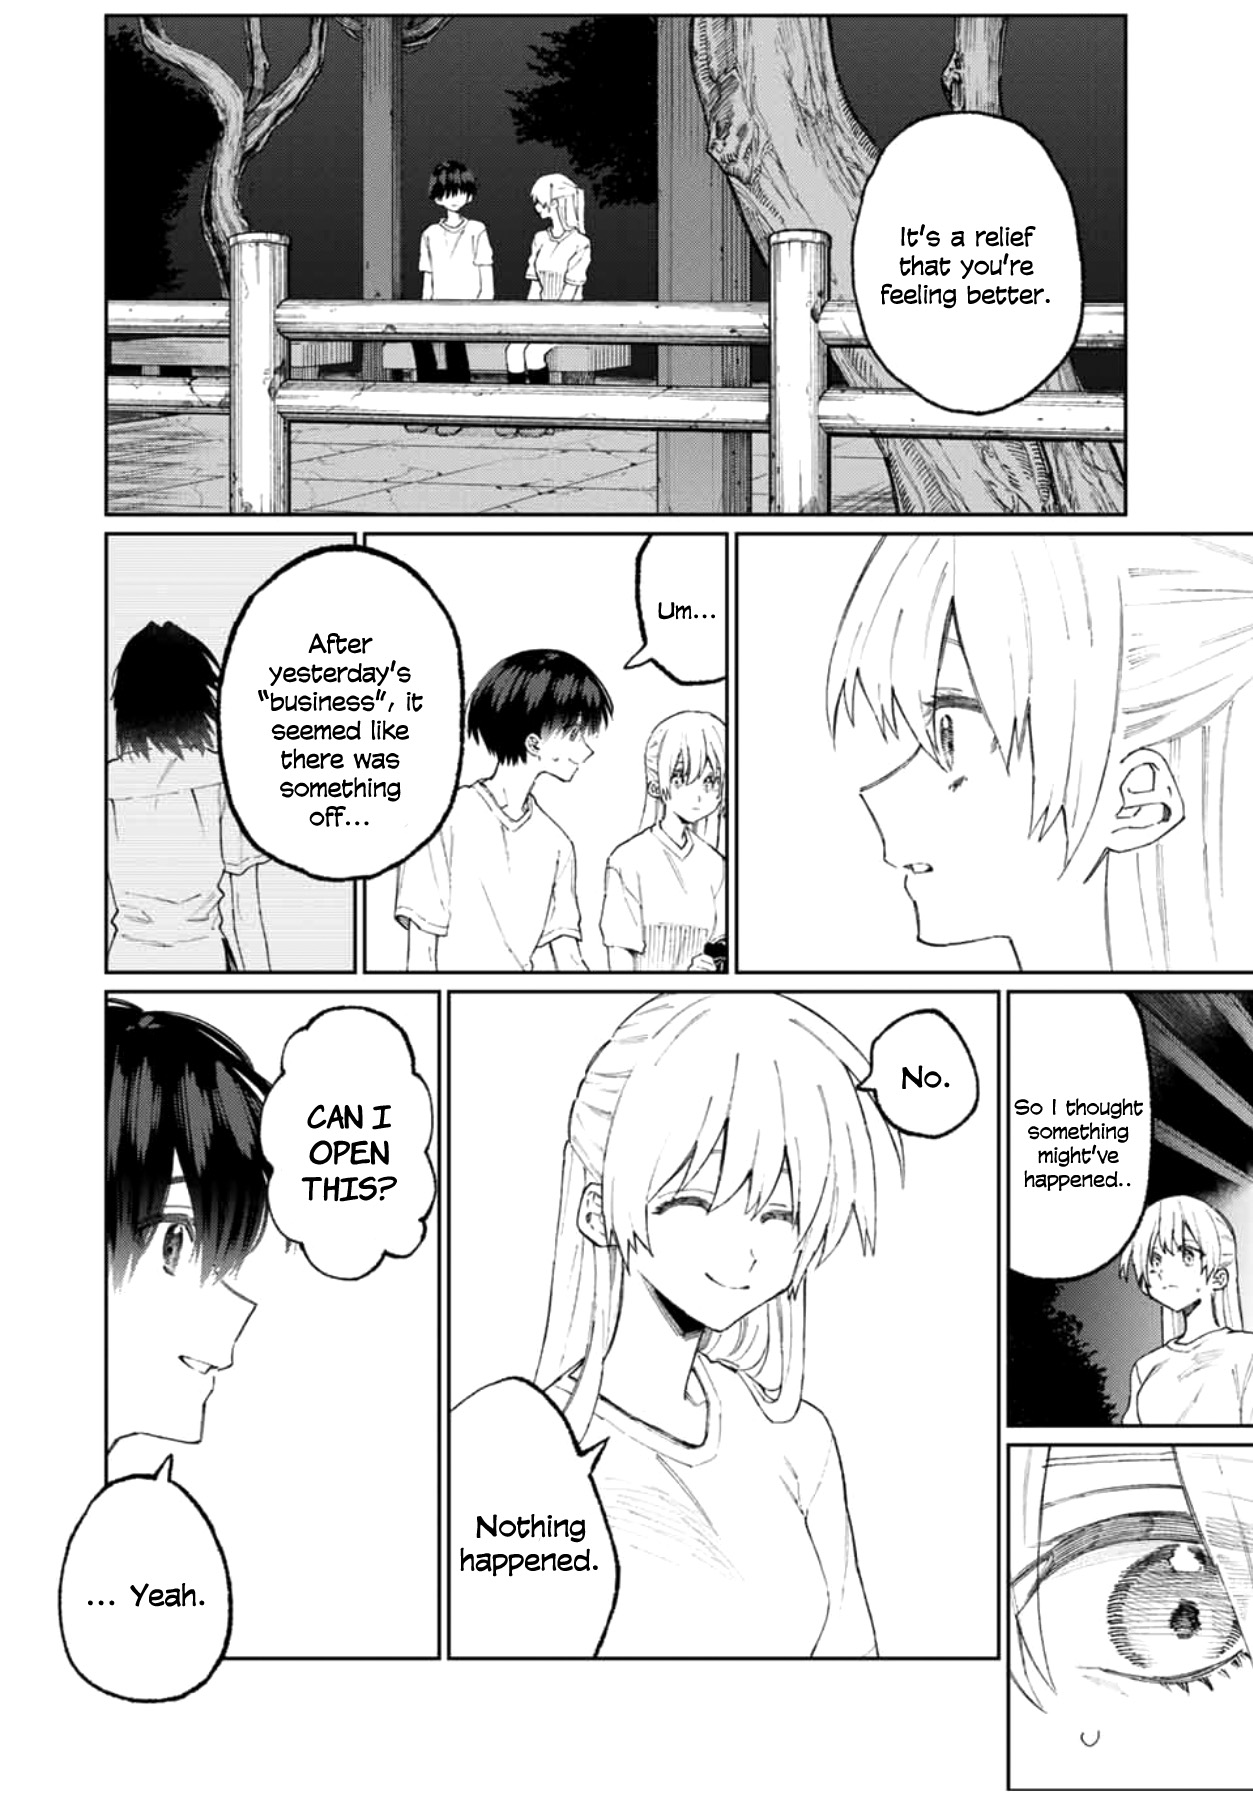 It's a relief
that you're
feeling better.
Um...
After
yesterday's
"business", it
seemed like
there was
something
off...
So I thought
something
might've
happened..
No.
Nothing
happened.
CAN I
OPEN
THIS?
... Yeah.